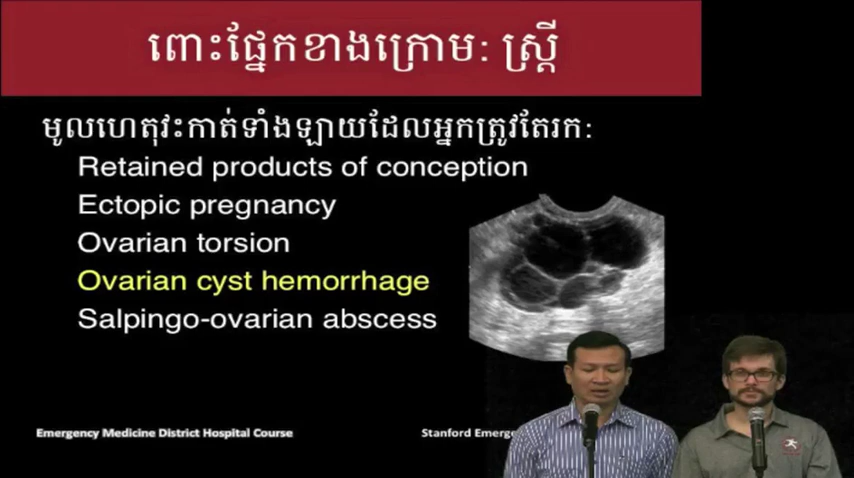 ពោះផ្នែកខាងក្រោម: ស្ត្រី
មូលហេតុវះកាត់ទាំងឡាយដែលអ្នកត្រូវតែរក:
Retained products of conception
Ectopic pregnancy
Ovarian torsion
Ovarian cyst hemorrhage
Salpingo-ovarian abscess
Emergency Medicine District Hospital Course
Stanford